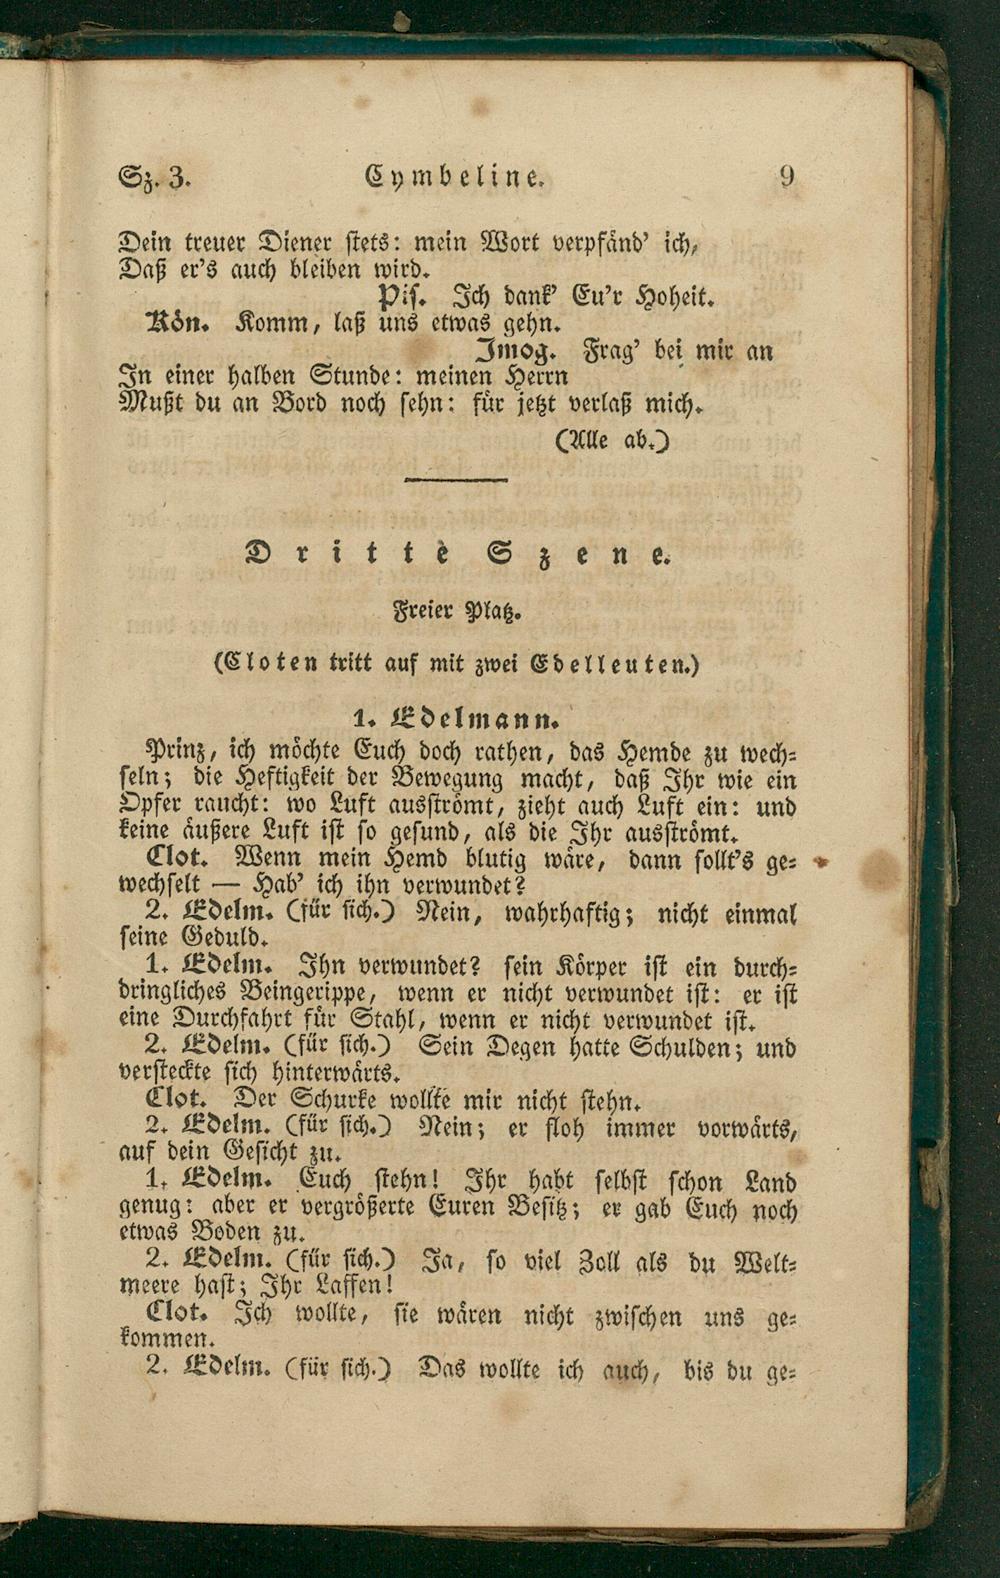 Sz. 3.
Cymbeline.
9
Dein treuer Diener stets: mein Wort verpfänd' ich,
Daß er's auch bleiben wird.
Pis. Ich dank' Eu'r Hoheit.
Kön. Komm, laß uns etwas gehn.
Imog. Frag' bei mir an
In einer halben Stunde: meinen Herrn
Mußt du an Bord noch sehn: für jetzt verlaß mich.
(Alle ab.)
Dritte Szene.
Freier Platz.
(Cloten tritt auf mit zwei Edelleuten.)
1. Edelmann.
Prinz, ich möchte Euch doch rathen, das Hemde zu wech-
seln; die Heftigkeit der Bewegung macht, daß Ihr wie ein
Opfer raucht: wo Luft ausströmt, zieht auch Luft ein: und
keine äußere Luft ist so gesund, als die Ihr ausströmt.
Clot. Wenn mein Hemd blutig wäre, dann sollt's ge-
wechselt — Hab' ich ihn verwundet?
2. Edelm. (für sich.) Nein, wahrhaftig; nicht einmal
seine Geduld.
1. Edelm. Ihn verwundet? sein Körper ist ein durch-
dringliches Beingerippe, wenn er nicht verwundet ist: er ist
eine Durchfahrt für Stahl, wenn er nicht verwundet ist.
2. Edelm. (für sich.) Sein Degen hatte Schulden; und
versteckte sich hinterwärts.
Clot. Der Schurke wollte mir nicht stehn.
2. Edelm. (für sich.) Nein; er floh immer vorwärts,
auf dein Gesicht zu.
1. Edelm. Euch stehn! Ihr habt selbst schon Land
genug: aber er vergrößerte Euren Besitz; er gab Euch noch
etwas Boden zu.
2. Edelm. (für sich.) Ja, so viel Zoll als du Welt-
meere hast; Ihr Laffen!
Clot. Ich wollte, sie wären nicht zwischen uns ge-
kommen.
2. Edelm. (für sich.) Das wollte ich auch, bis du ge-